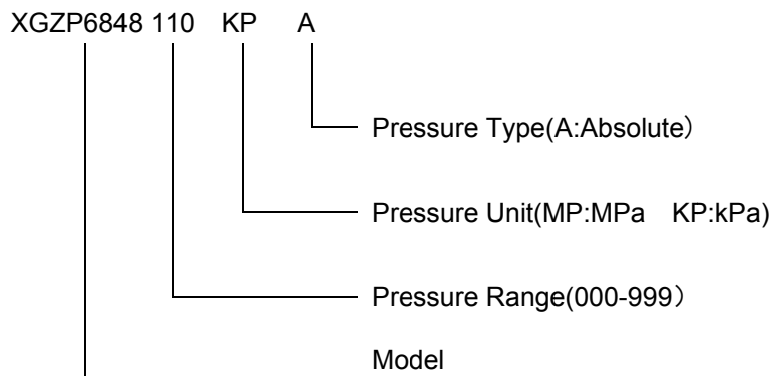 XGZP6848 110 KP A
Pressure Type(A:Absolute）
Pressure Unit(MP:MPa KP:kPa)
Pressure Range(000-999）
Model